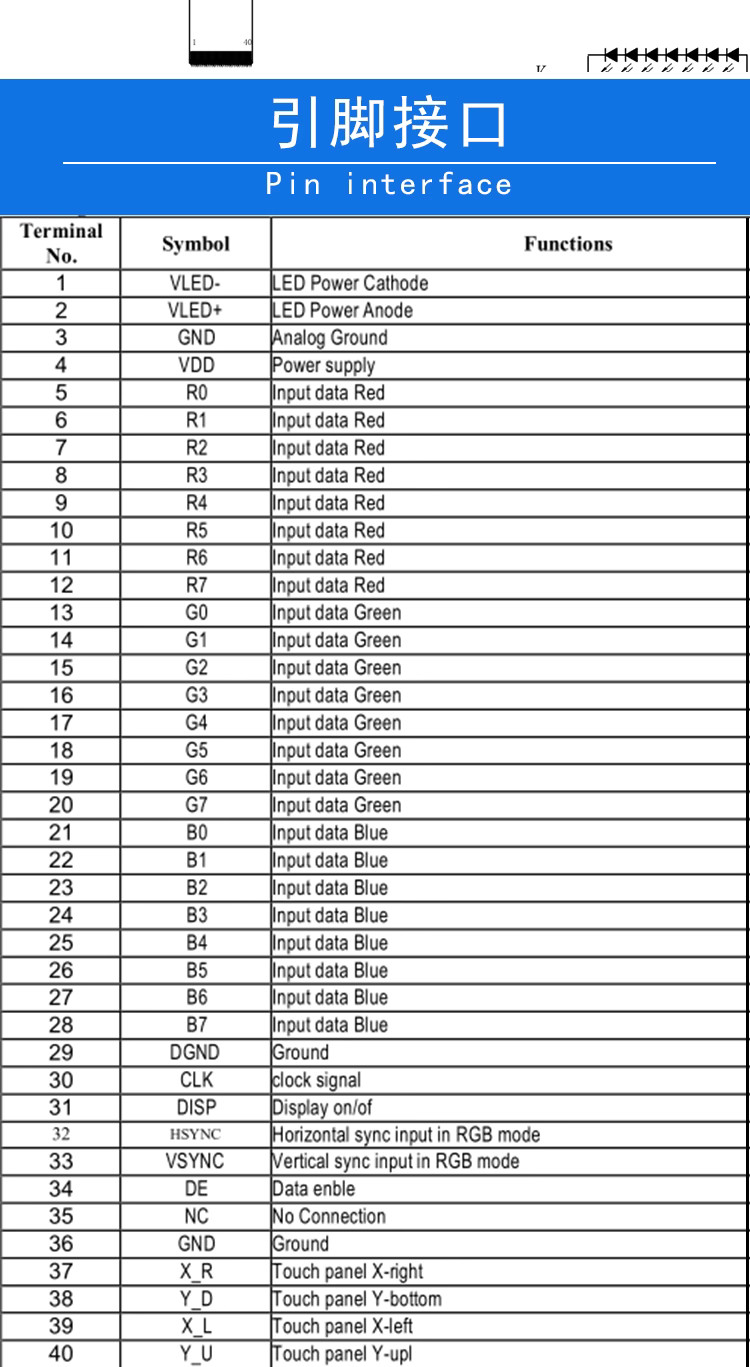 1 40
V
引脚接口
Pin interface
Terminal No. Symbol Functions
1 VLED- LED Power Cathode
2 VLED+ LED Power Anode
3 GND Analog Ground
4 VDD Power supply
5 R0 Input data Red
6 R1 Input data Red
7 R2 Input data Red
8 R3 Input data Red
9 R4 Input data Red
10 R5 Input data Red
11 R6 Input data Red
12 R7 Input data Red
13 G0 Input data Green
14 G1 Input data Green
15 G2 Input data Green
16 G3 Input data Green
17 G4 Input data Green
18 G5 Input data Green
19 G6 Input data Green
20 G7 Input data Green
21 B0 Input data Blue
22 B1 Input data Blue
23 B2 Input data Blue
24 B3 Input data Blue
25 B4 Input data Blue
26 B5 Input data Blue
27 B6 Input data Blue
28 B7 Input data Blue
29 DGND Ground
30 CLK clock signal
31 DISP Display on/of
32 HSYNC Horizontal sync input in RGB mode
33 VSYNC Vertical sync input in RGB mode
34 DE Data enble
35 NC No Connection
36 GND Ground
37 X_R Touch panel X-right
38 Y_D Touch panel Y-bottom
39 X_L Touch panel X-left
40 Y_U Touch panel Y-upl